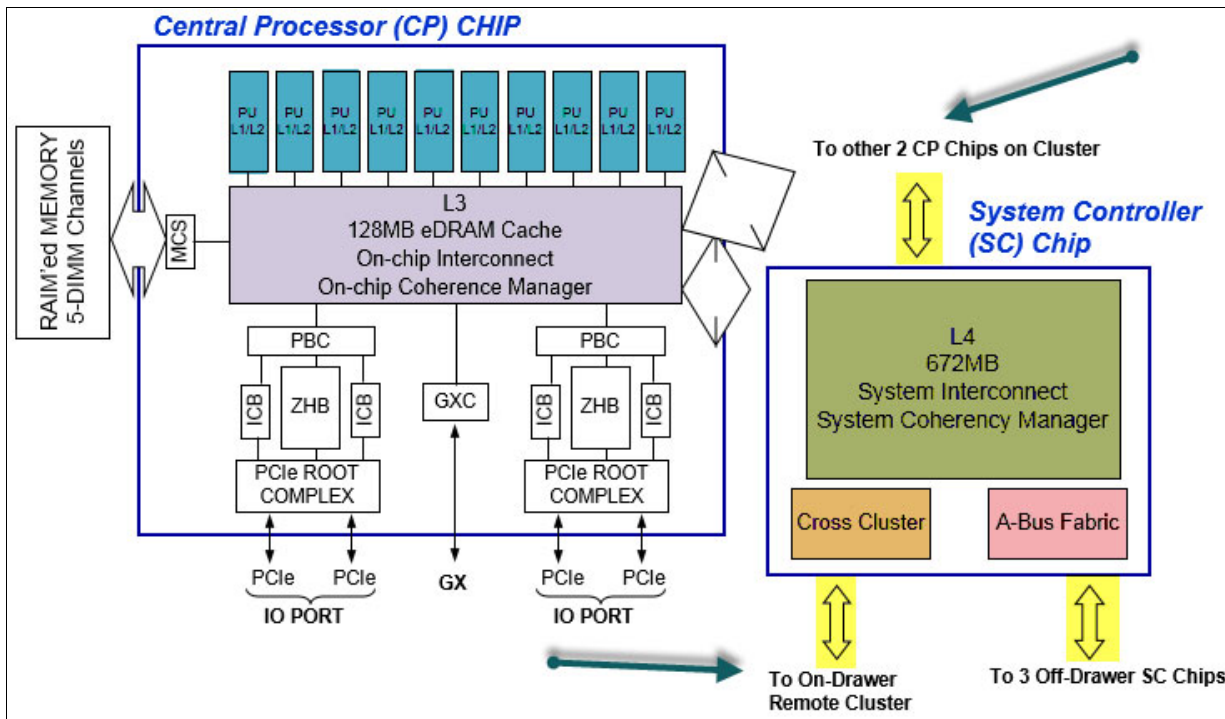 Central Processor (CP) CHIP
PU
L1/L2
PU
L1/L2
PU
L1/L2
PU
L1/L2
PU
L1/L2
PU
L1/L2
PU
L1/L2
PU
L1/L2
PU
L1/L2
PU
L1/L2
RAIM'ed MEMORY
5-DIMM Channels
MCS
L3
128MB eDRAM Cache
On-chip Interconnect
On-chip Coherence Manager
PBC
ICB
ZHB
ICB
PCIe ROOT
COMPLEX
GXC
PBC
ICB
ZHB
ICB
PCIe ROOT
COMPLEX
PCIe
PCIe
IO PORT
GX
PCIe
PCIe
IO PORT
To other 2 CP Chips on Cluster
System Controller
(SC) Chip
L4
672MB
System Interconnect
System Coherency Manager
Cross Cluster
A-Bus Fabric
To On-Drawer
Remote Cluster
To 3 Off-Drawer SC Chips